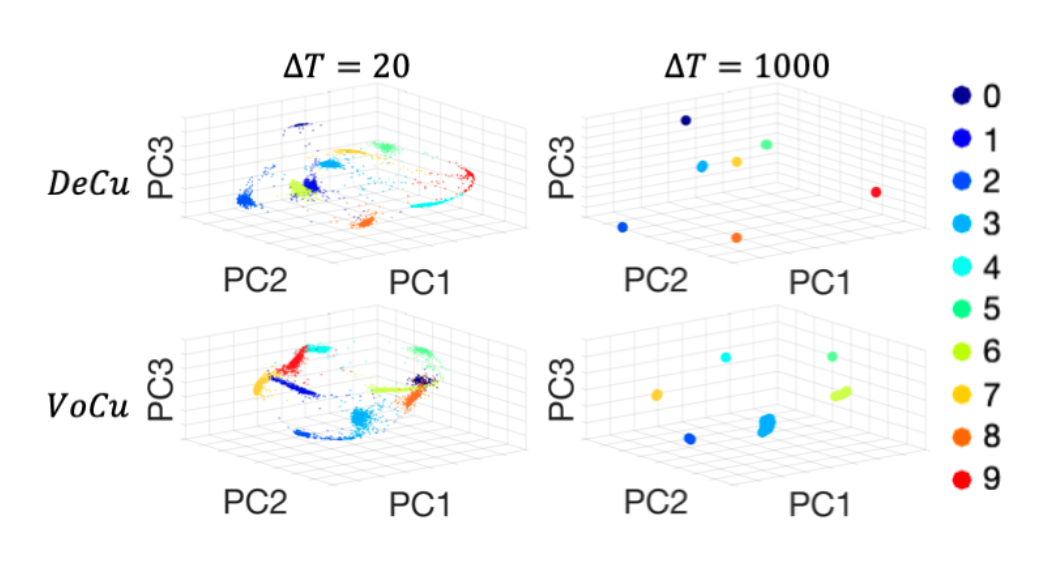 ΔT = 20
ΔT = 1000
DeCu
PC3
PC2
PC1
PC3
PC2
PC1
VoCu
PC3
PC2
PC1
PC3
PC2
PC1
0
1
2
3
4
5
6
7
8
9